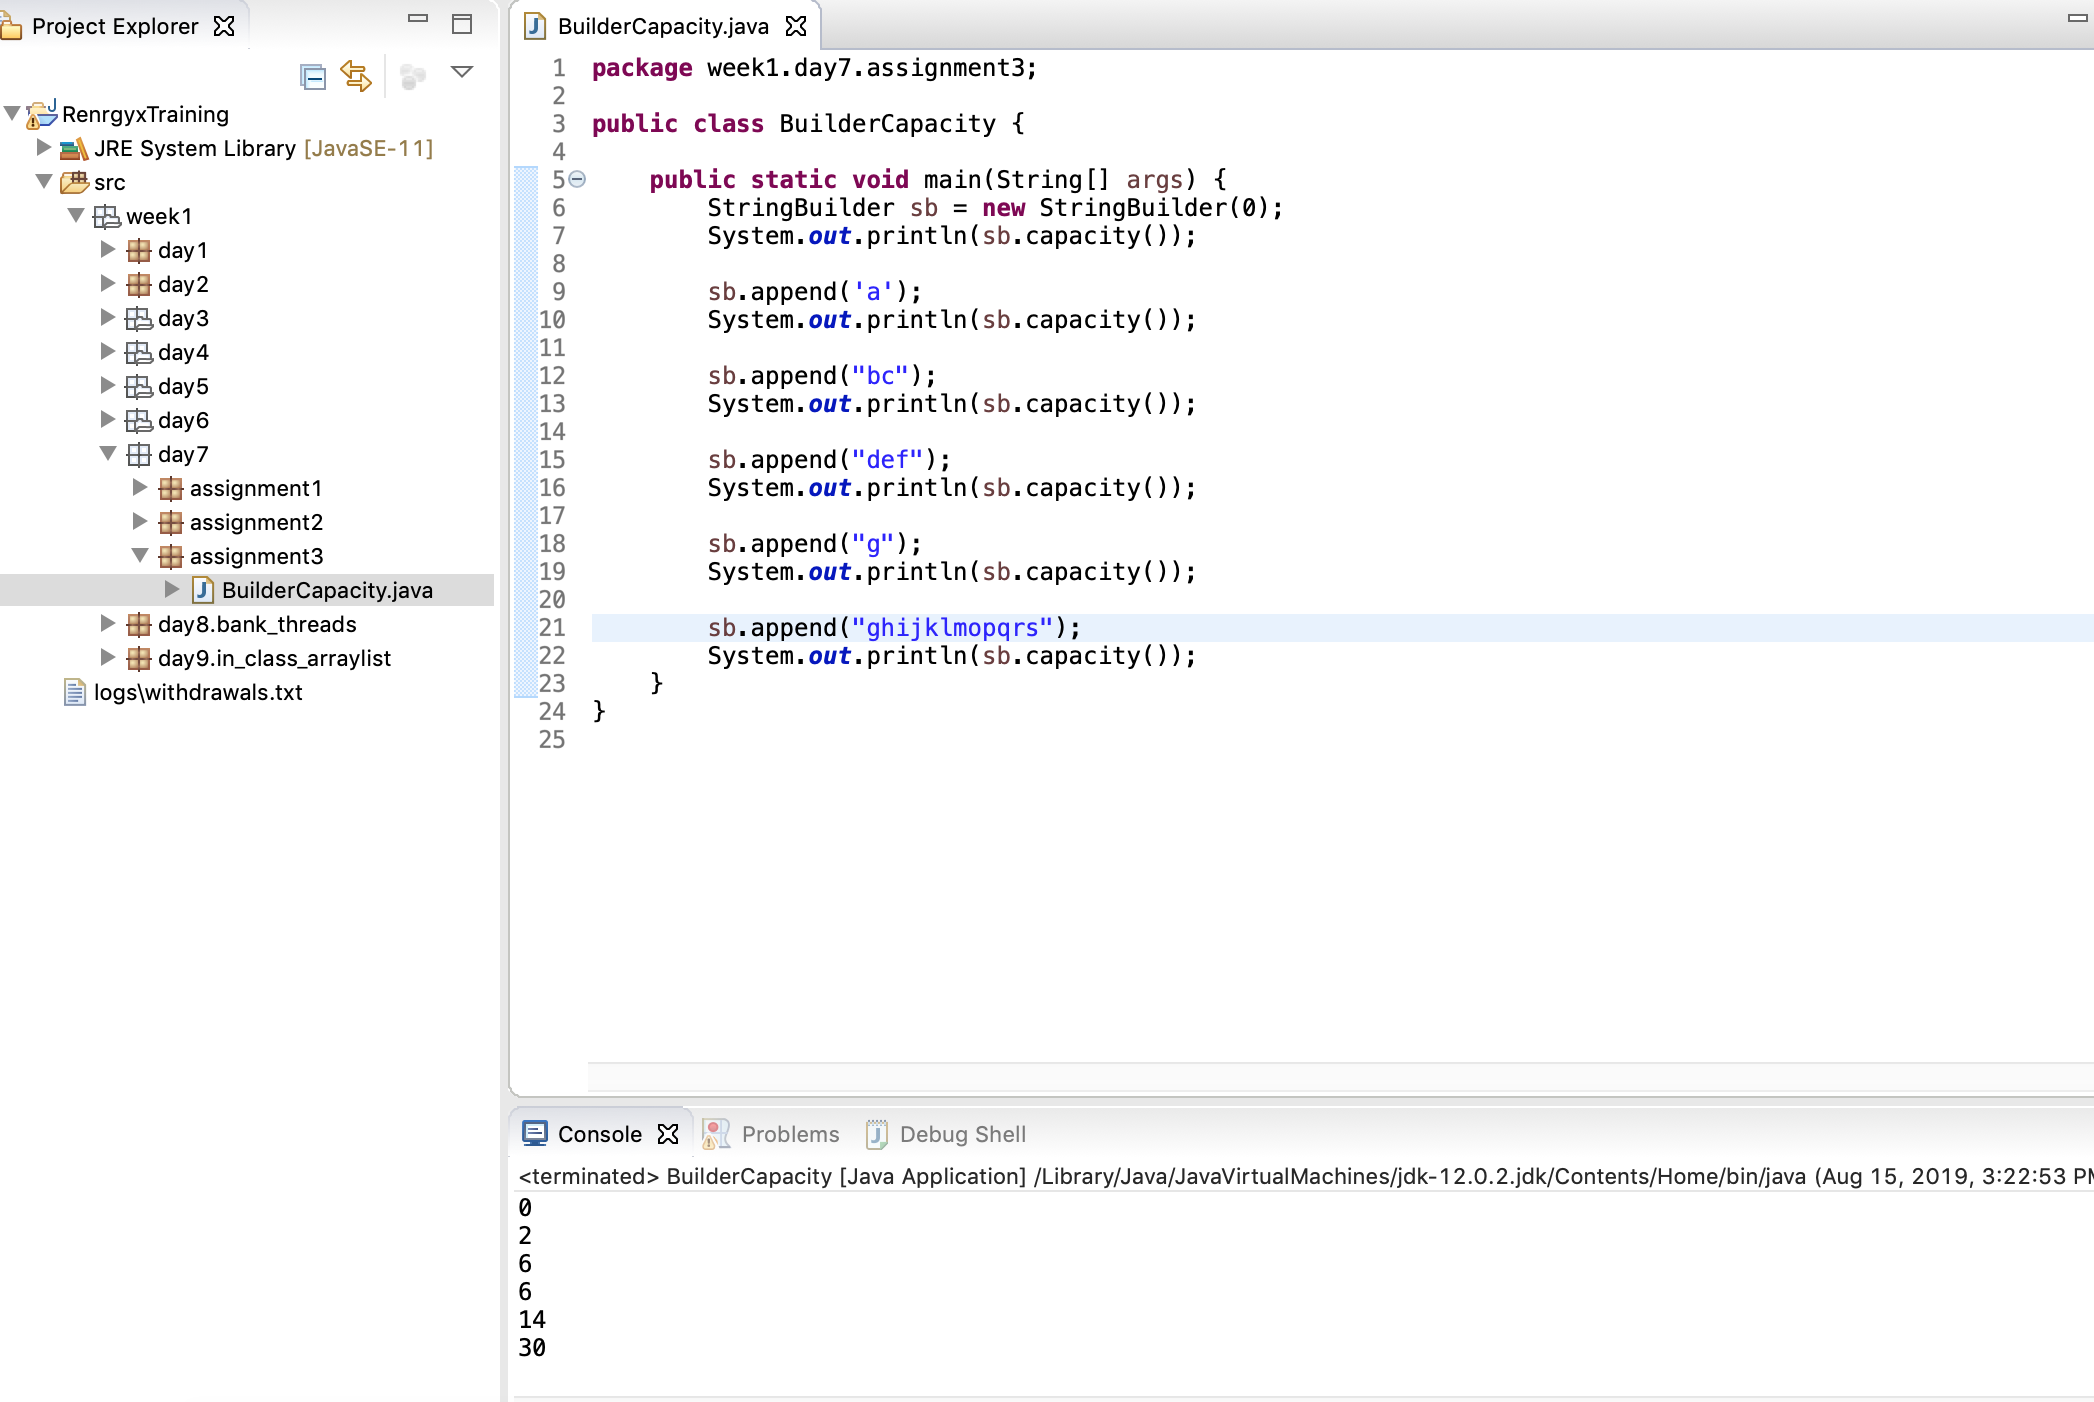 Project Explorer
RenrgyxTraining
JRE System Library [JavaSE-11]
src
week1
day1
day2
day3
day4
day5
day6
day7
assignment1
assignment2
assignment3
BuilderCapacity.java
day8.bank_threads
day9.in_class_arraylist
logs\withdrawals.txt
BuilderCapacity.java
1 package week1.day7.assignment3;
2
3 public class BuilderCapacity {
4
5     public static void main(String[] args) {
6         StringBuilder sb = new StringBuilder(0);
7         System.out.println(sb.capacity());
8
9         sb.append('a');
10         System.out.println(sb.capacity());
11
12         sb.append("bc");
13         System.out.println(sb.capacity());
14
15         sb.append("def");
16         System.out.println(sb.capacity());
17
18         sb.append("g");
19         System.out.println(sb.capacity());
20
21         sb.append("ghijklmopqrs");
22         System.out.println(sb.capacity());
23     }
24 }
25
Console Problems Debug Shell
<terminated> BuilderCapacity [Java Application] /Library/Java/JavaVirtualMachines/jdk-12.0.2.jdk/Contents/Home/bin/java (Aug 15, 2019, 3:22:53 PM
0
2
6
6
14
30